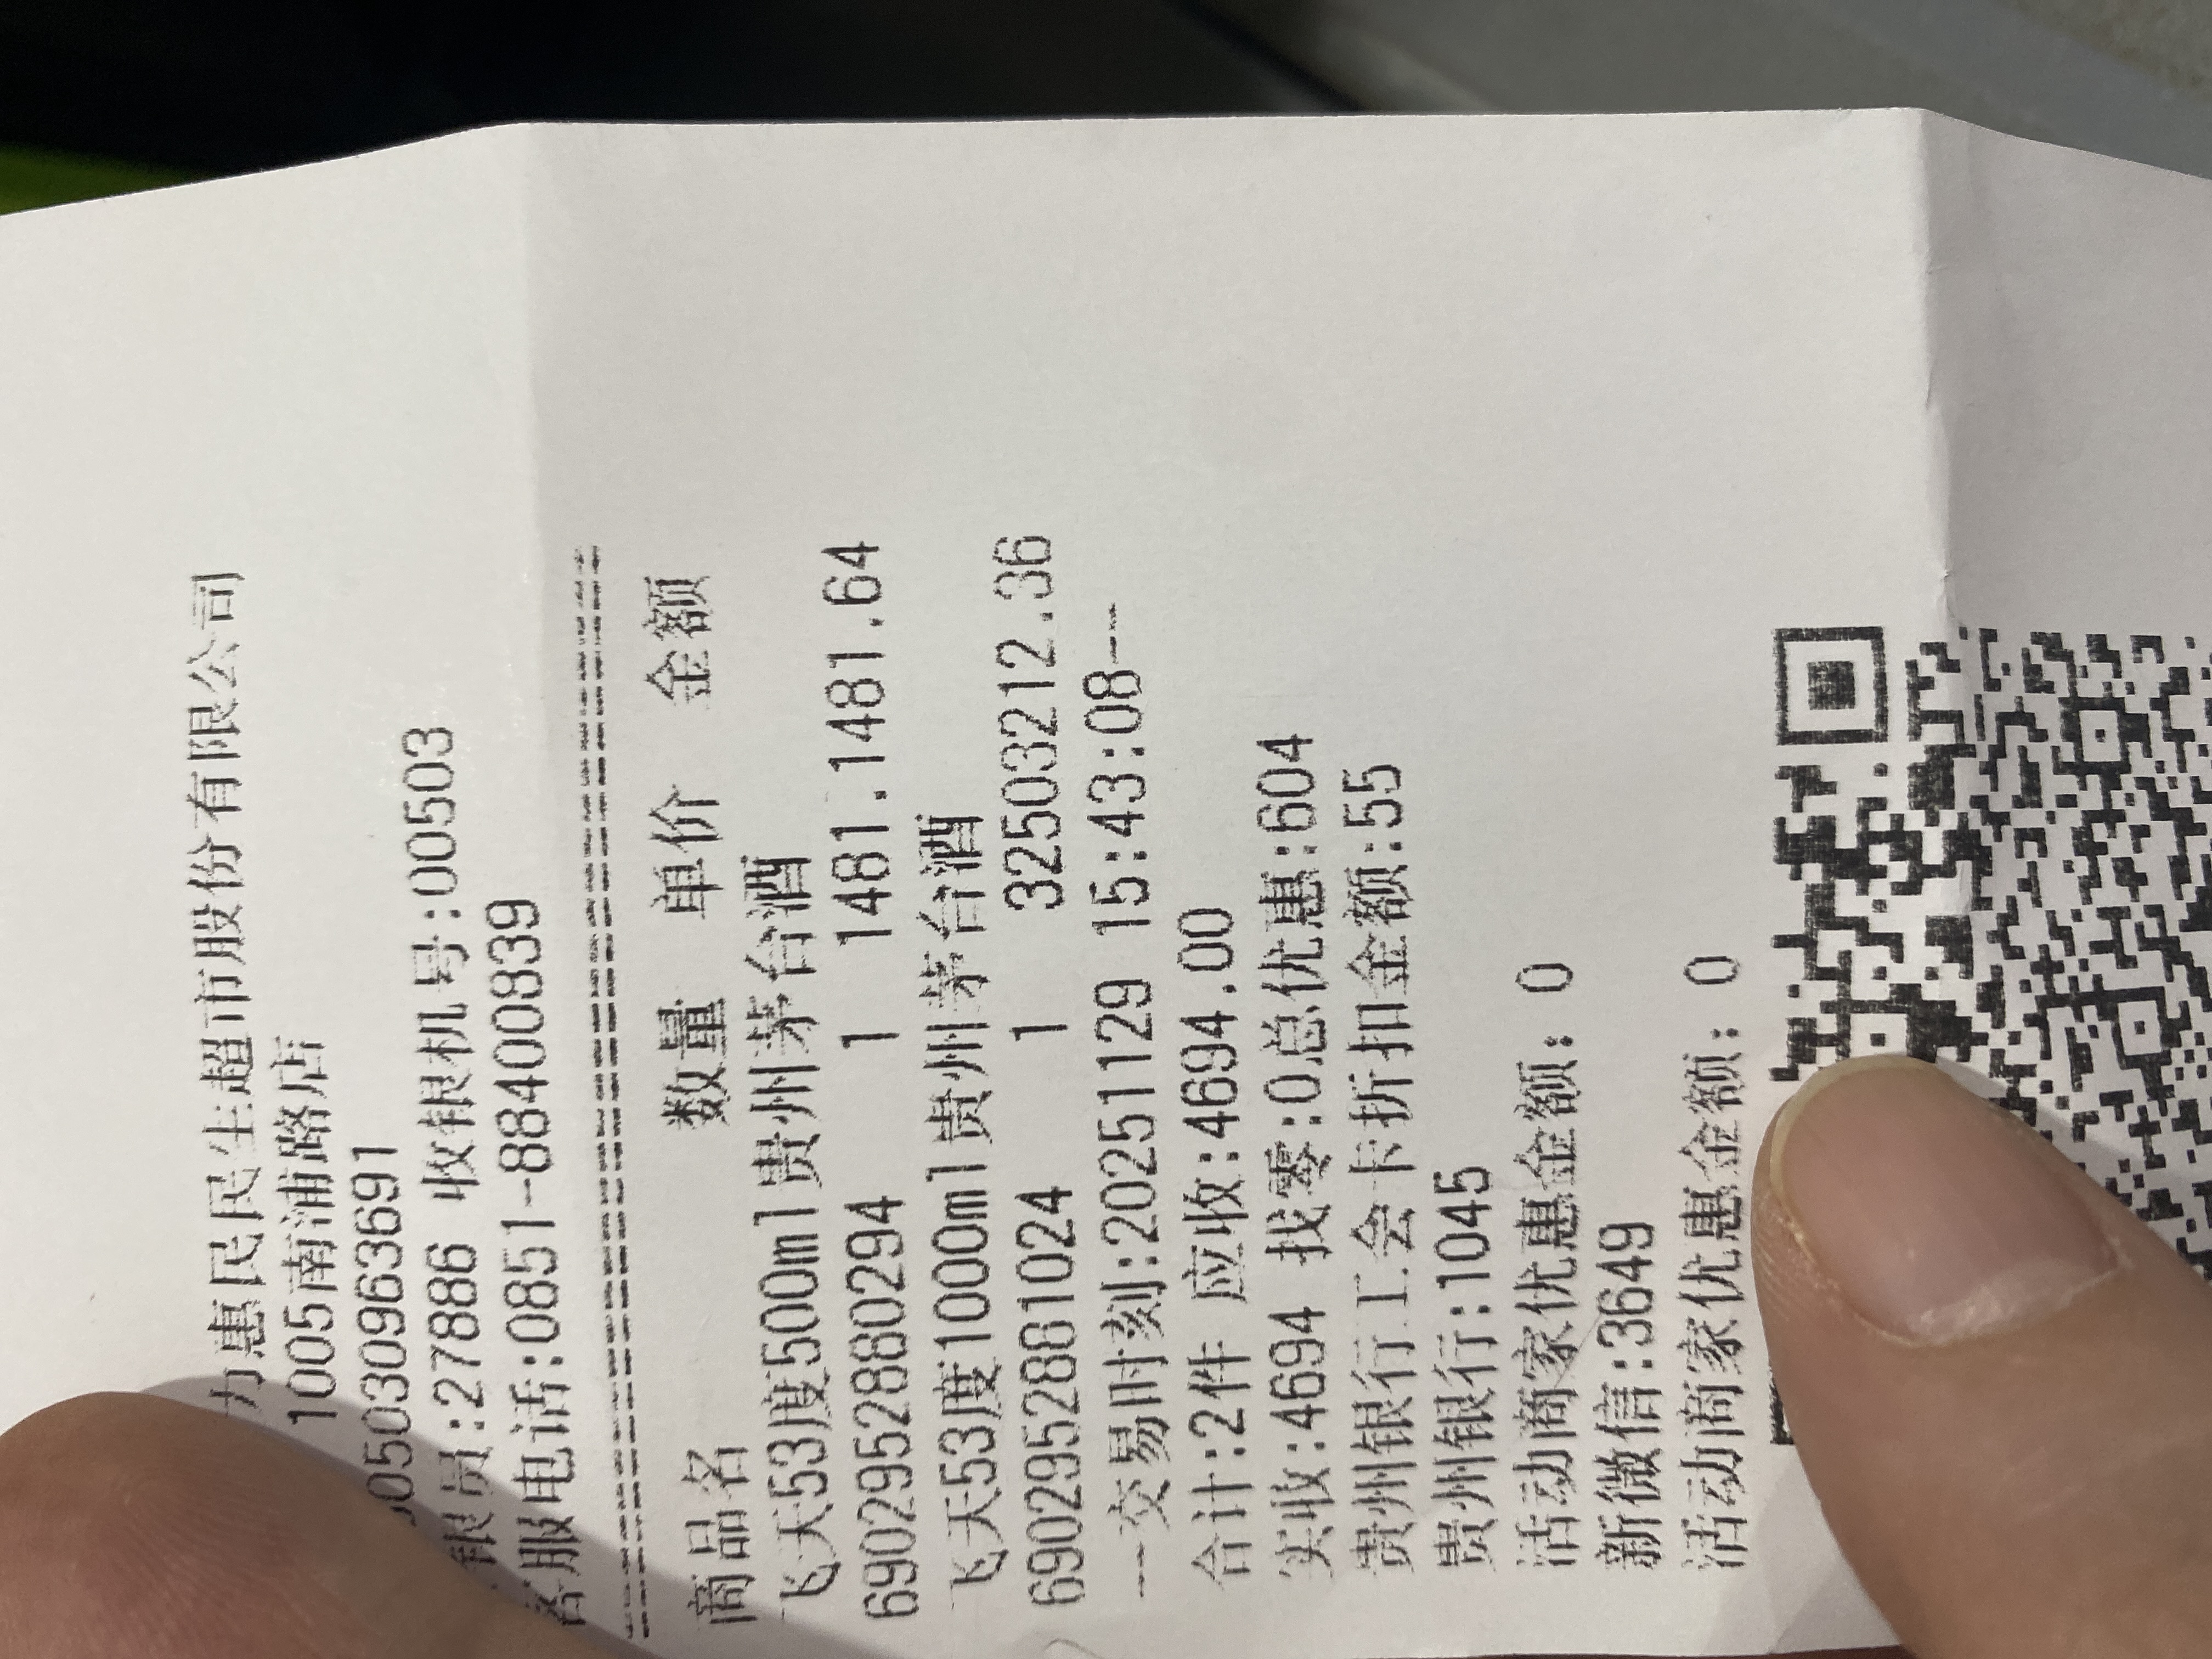 力惠民民生超市股份有限公司
1005南浦路店
005030963691
银员:27886 收银机号:00503
客服电话:0851-88400839
商品名 数量 单价 金额
飞天53度500ml贵州茅台酒
6902952880294 1 1481.1481.64
飞天53度1000ml贵州茅台酒
6902952881024 1 32503212.36
---交易时刻:20251129 15:43:08--
合计:2件 应收:4694.00
实收:4694 找零:0总优惠:604
贵州银行工会卡折扣金额:55
贵州银行:1045
活动商家优惠金额: 0
新微信:3649
活动商家优惠金额: 0